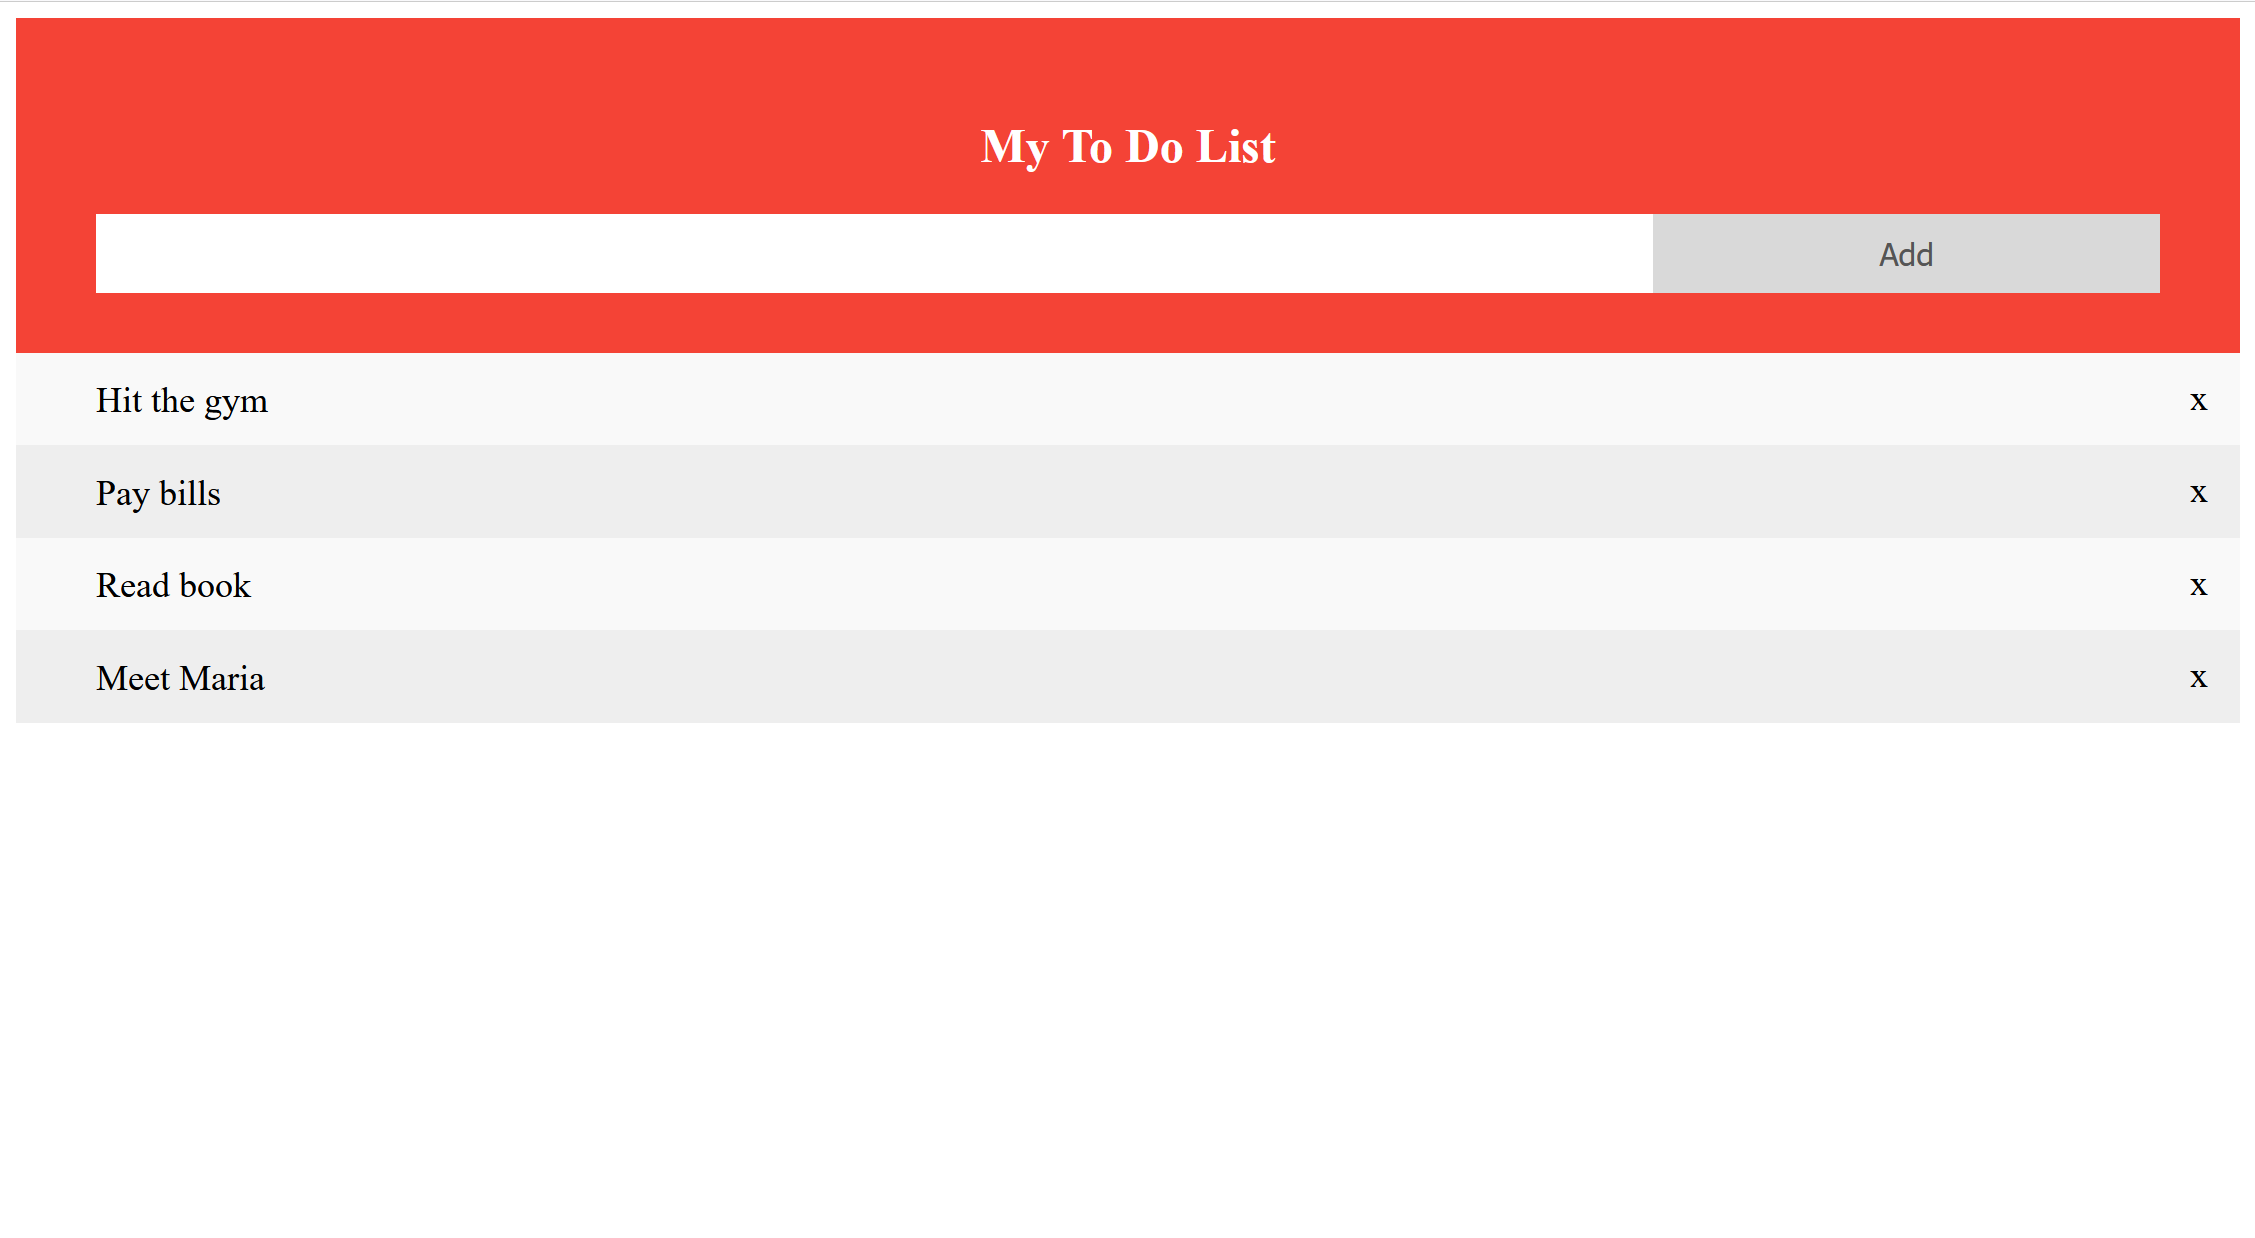 My To Do List
Add
Hit the gym x
Pay bills x
Read book x
Meet Maria x